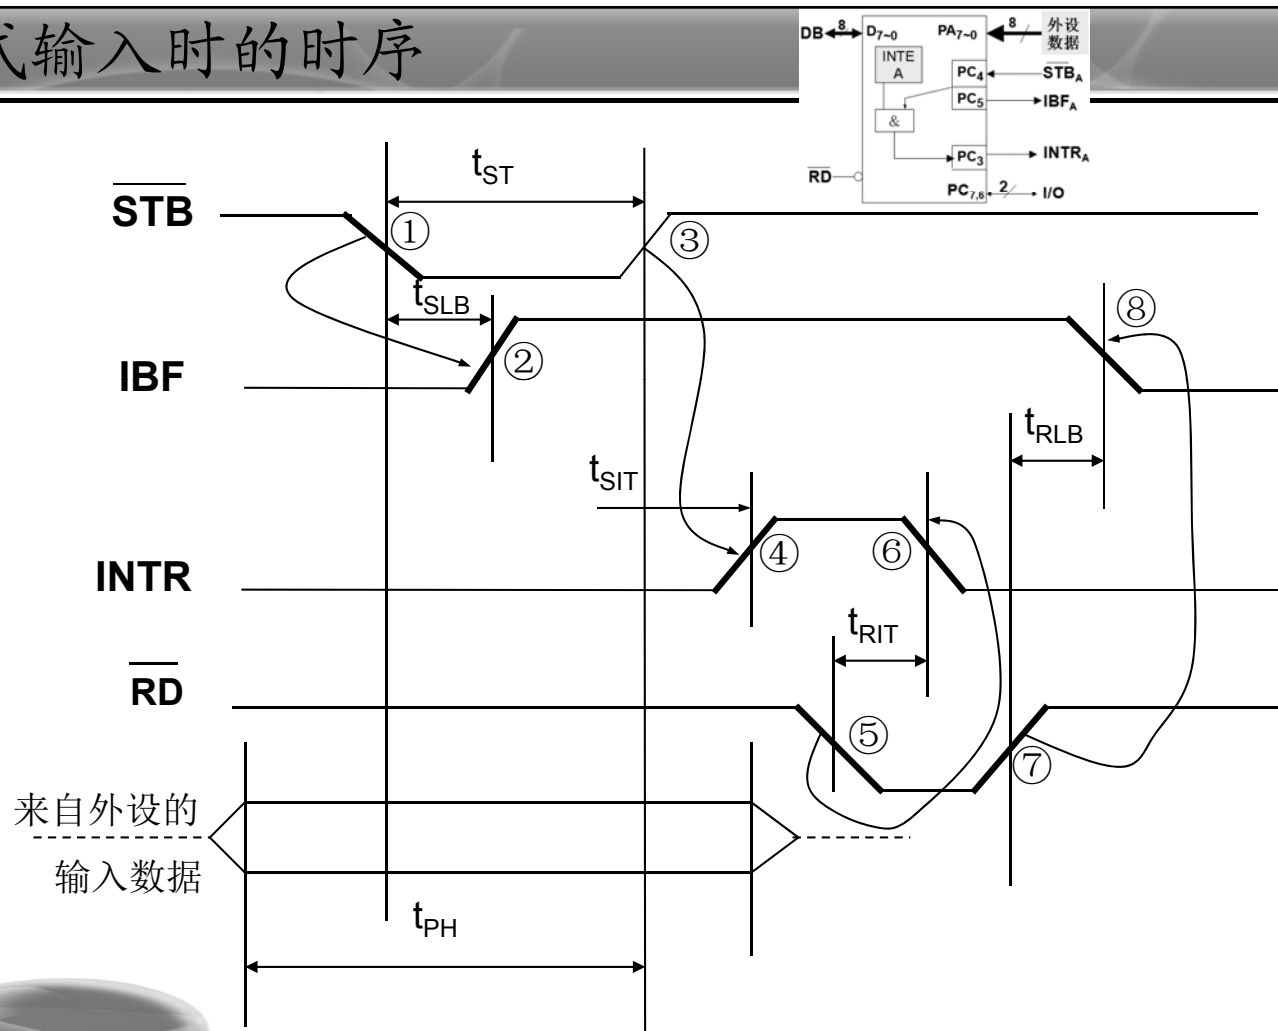 式输入时的时序
DB 8 D7~0 PA7~0 8 外设
数据
INTE
A
PC4 STBA
PC5 IBFA
&
PC3 INTRA
RD
PC7,6 2 I/O
tST
STB
①
③
tSLB
⑧
②
IBF
tRLB
tSIT
④
⑥
INTR
tRIT
RD
⑤
⑦
来自外设的
输入数据
tPH